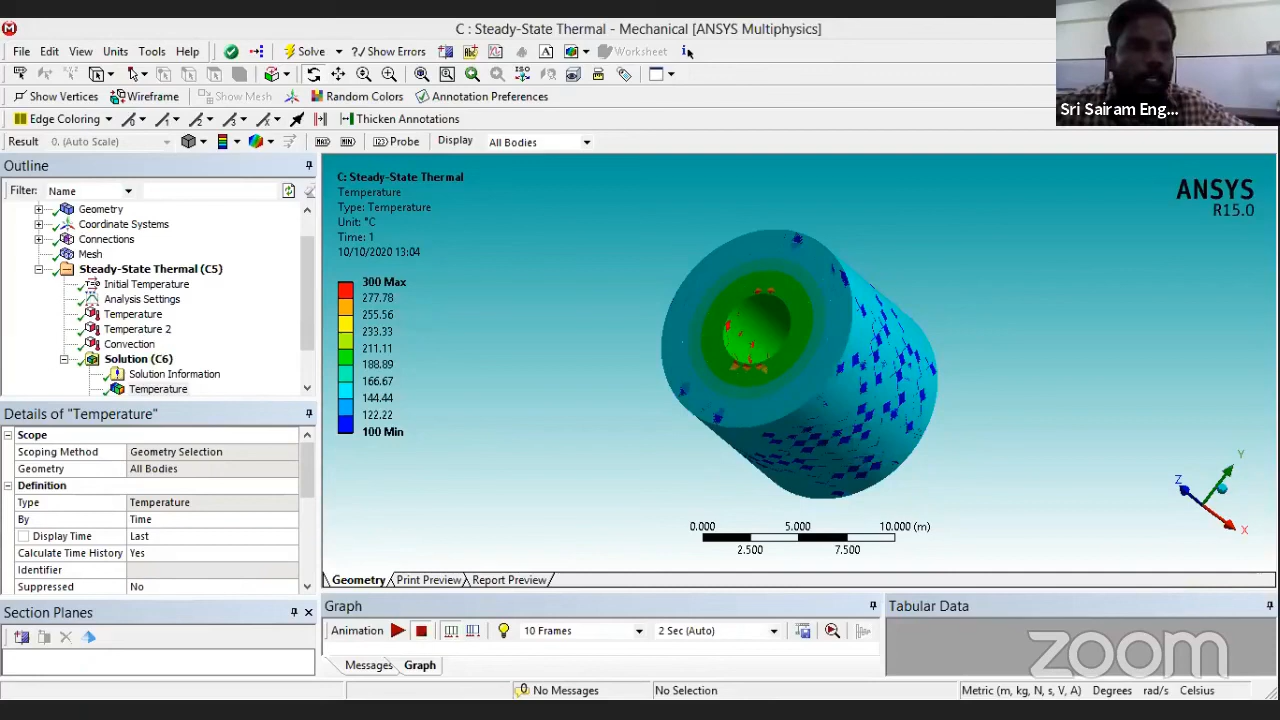 C : Steady-State Thermal - Mechanical [ANSYS Multiphysics]
File Edit View Units Tools Help Solve ?/ Show Errors Worksheet
Show Vertices Wireframe Show Mesh Random Colors Annotation Preferences
Edge Coloring Thicken Annotations
Result 0. (Auto Scale) MAX MIN Probe Display All Bodies
Sri Sairam Eng...
Outline
Filter: Name
Geometry
Coordinate Systems
Connections
Mesh
Steady-State Thermal (C5)
Initial Temperature
Analysis Settings
Temperature
Temperature 2
Convection
Solution (C6)
Solution Information
Temperature
Details of "Temperature"
Scope
Scoping Method Geometry Selection
Geometry All Bodies
Definition
Type Temperature
By Time
Display Time Last
Calculate Time History Yes
Identifier
Suppressed No
Section Planes
C: Steady-State Thermal
Temperature
Type: Temperature
Unit: °C
Time: 1
10/10/2020 13:04
300 Max
277.78
255.56
233.33
211.11
188.89
166.67
144.44
122.22
100 Min
ANSYS
R15.0
Y
Z
X
0.000 5.000 10.000 (m)
2.500 7.500
Geometry Print Preview Report Preview
Graph
Animation 10 Frames 2 Sec (Auto)
Messages Graph
Tabular Data
zoom
0 No Messages No Selection Metric (m, kg, N, s, V, A) Degrees rad/s Celsius